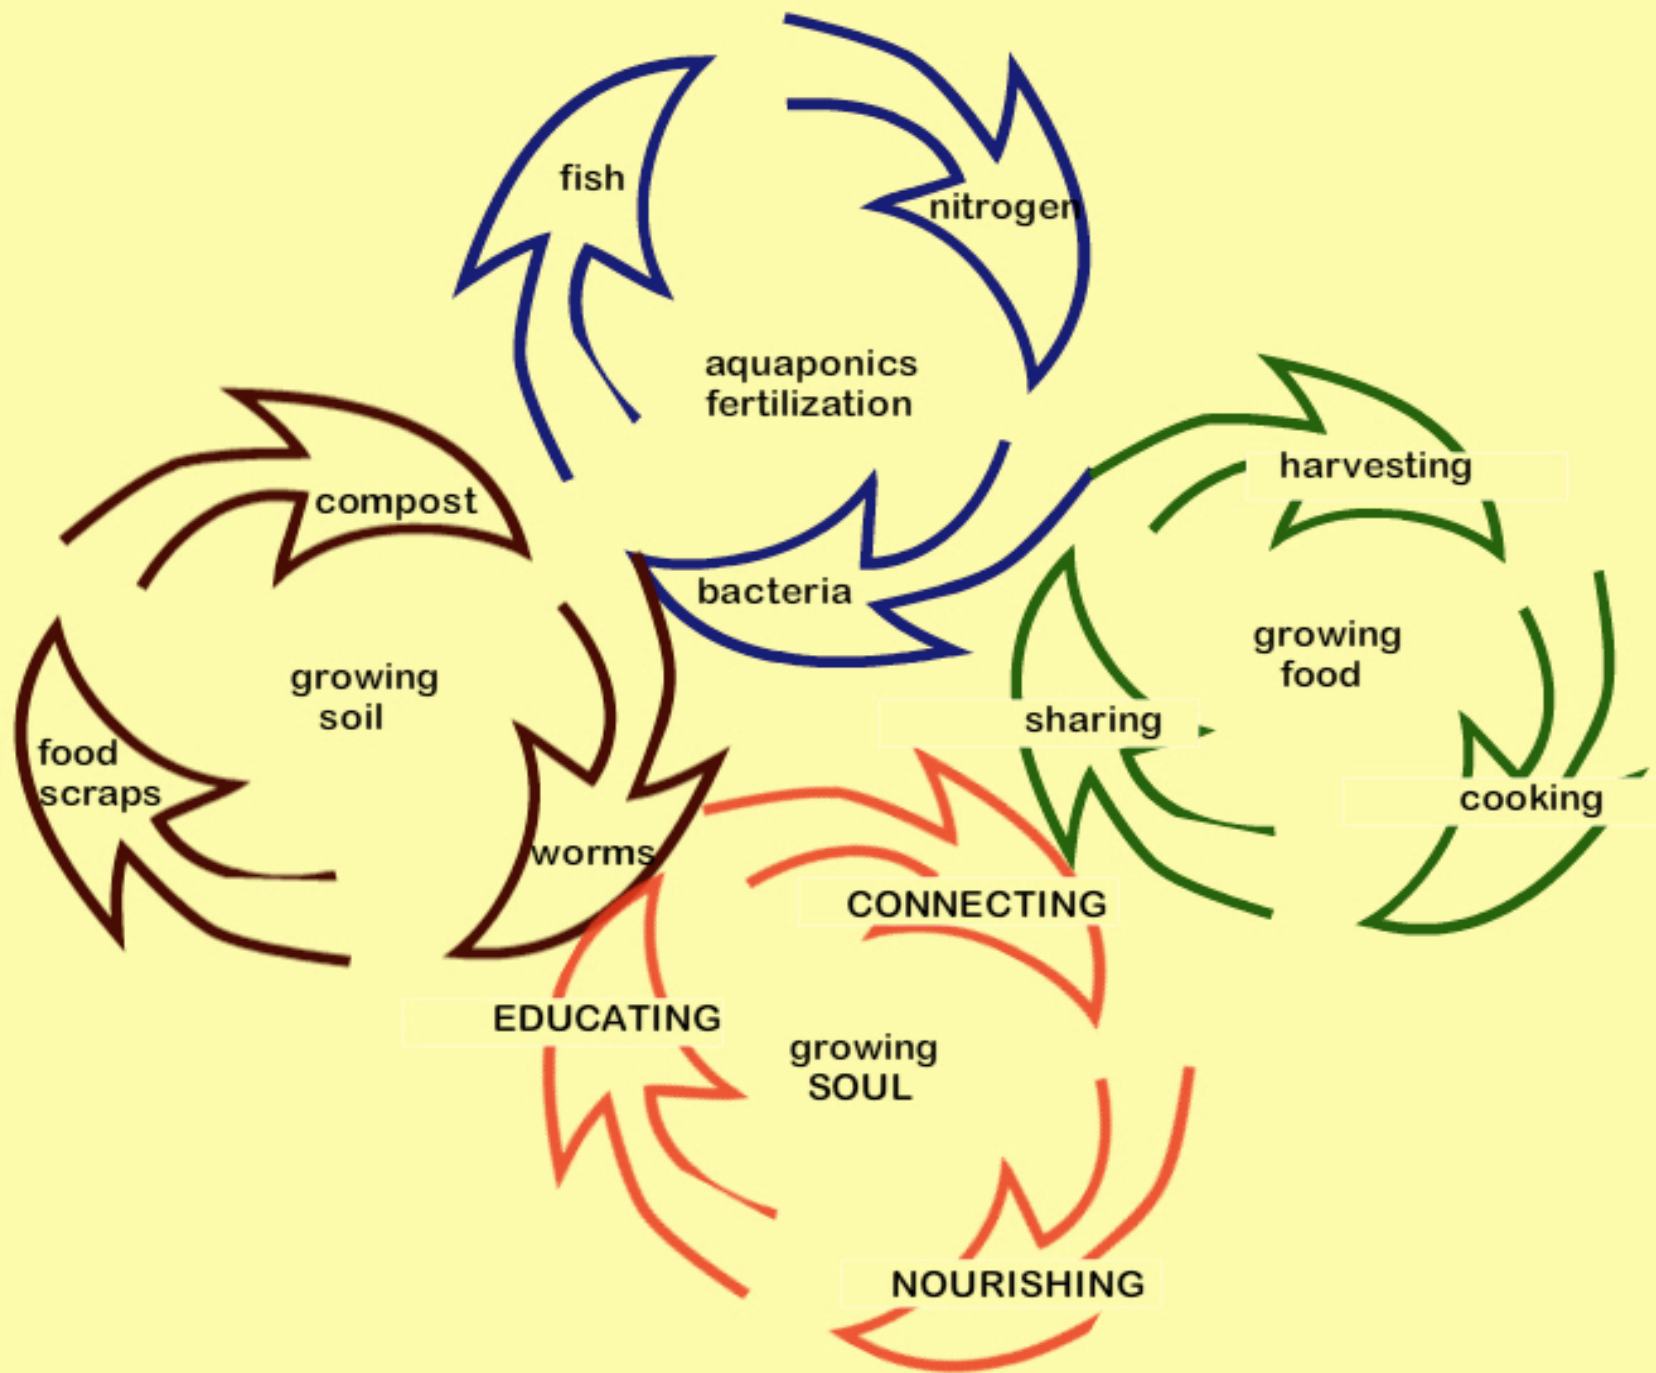 fish
nitrogen
aquaponics
fertilization
bacteria
compost
growing
soil
food
scraps
worms
harvesting
growing
food
sharing
cooking
CONNECTING
EDUCATING
growing
SOUL
NOURISHING